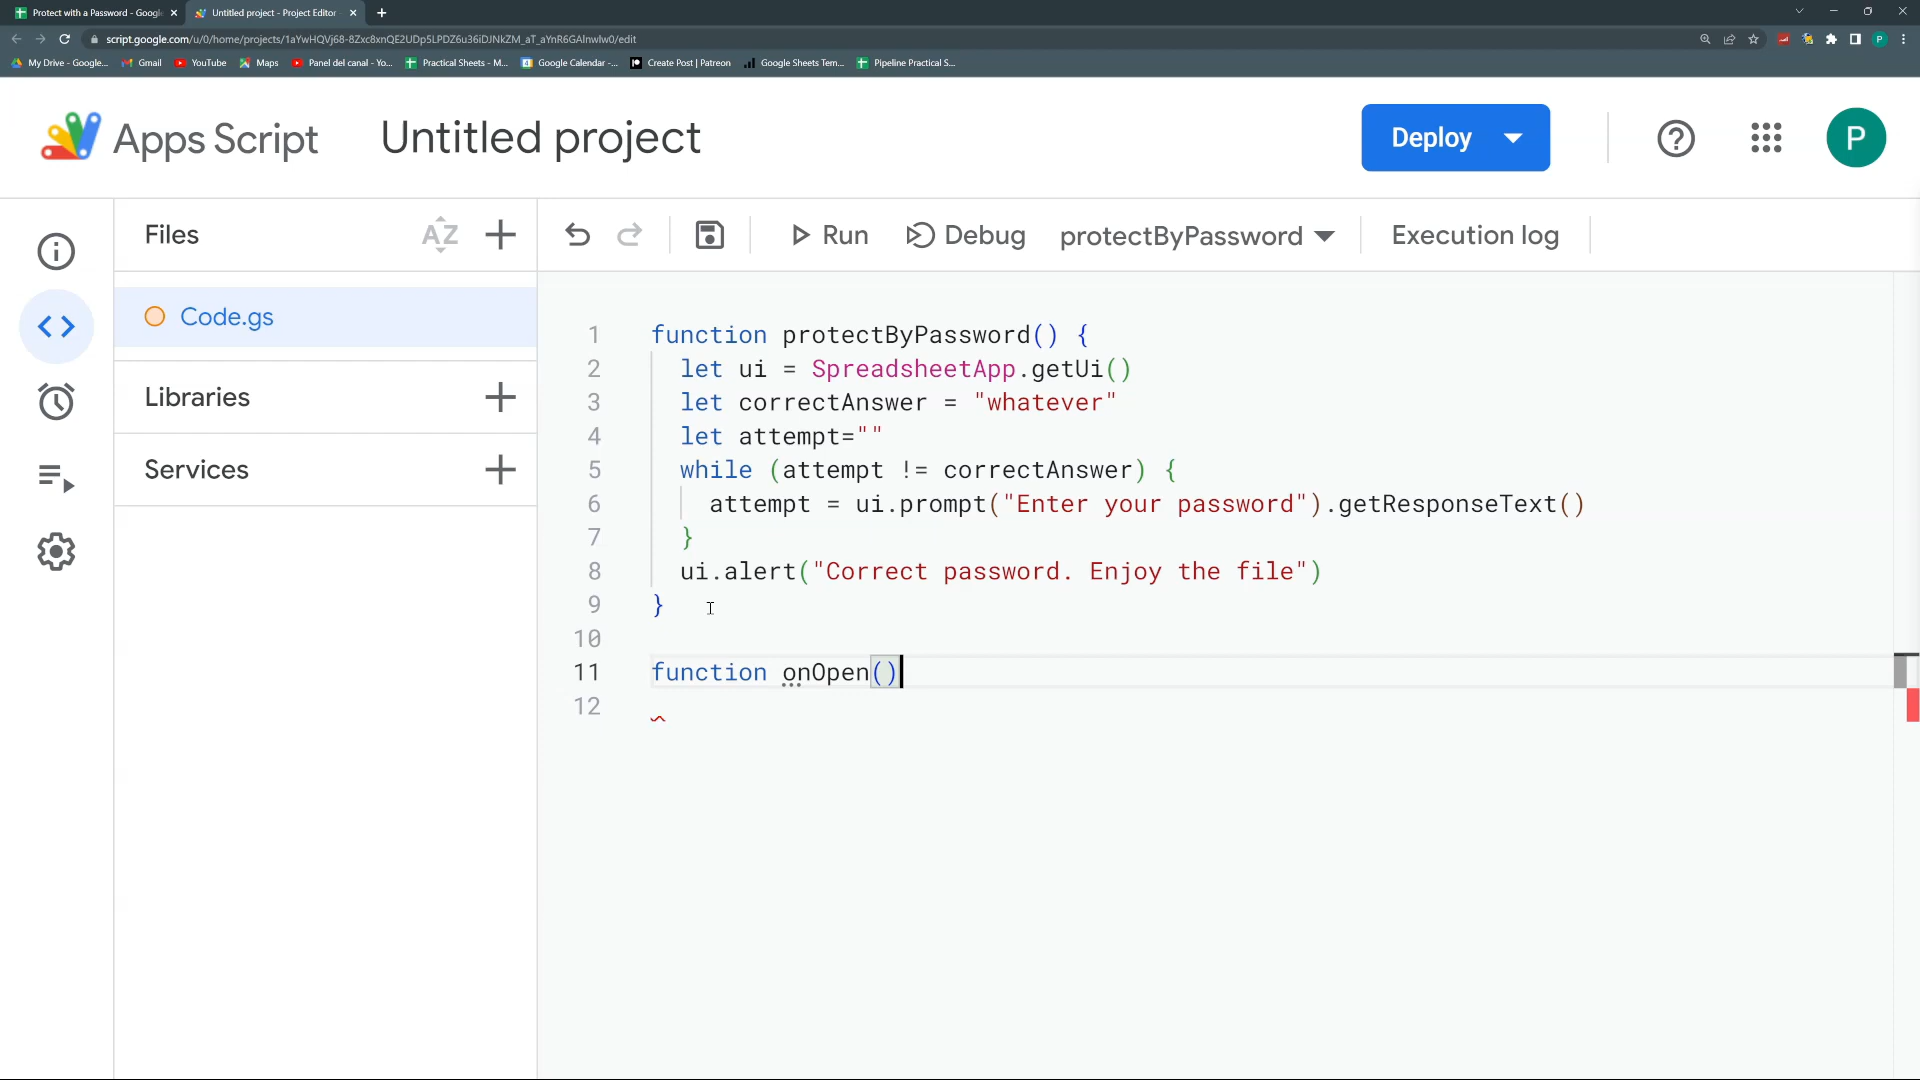 Protect with a Password - Googl
Untitled project - Project Editor
script.google.com/u/0/home/projects/1aYwHQVj68-8Zxc8xnQE2UDp5LPDZ6u36iDJNkZM_aT_aYnR6GAlnwlw0/edit
My Drive - Google... Gmail YouTube Maps Panel del canal - Yo... Practical Sheets - M... Google Calendar -... Create Post | Patreon Google Sheets Tem... Pipeline Practical S...
Apps Script Untitled project Deploy P
Files AZ Run Debug protectByPassword Execution log
Code.gs
Libraries
Services
1 function protectByPassword() {
2 let ui = SpreadsheetApp.getUi()
3 let correctAnswer = "whatever"
4 let attempt=""
5 while (attempt != correctAnswer) {
6 attempt = ui.prompt("Enter your password").getResponseText()
7 }
8 ui.alert("Correct password. Enjoy the file")
9 }
10
11 function onOpen()
12